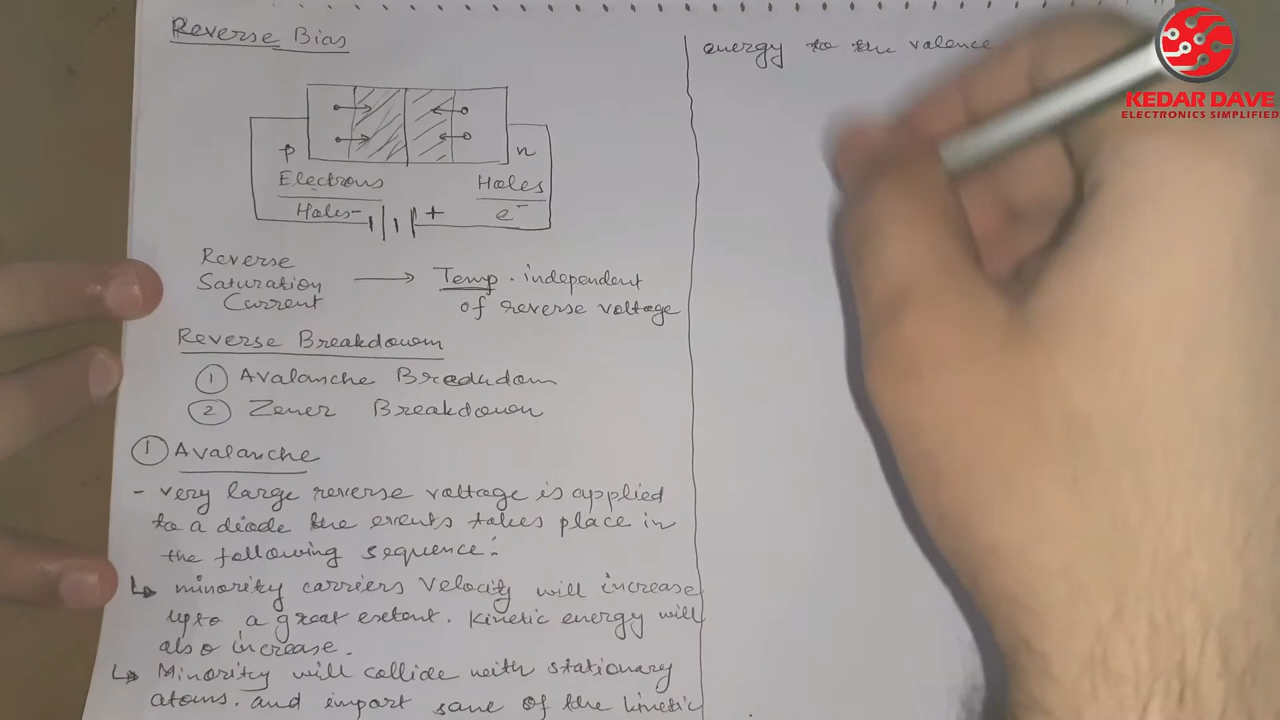 Reverse Bias
p
n
Electrons
Holes
Holes
e⁻
- +
Reverse
Saturation
Current
→ Temp. independent
of reverse voltage
Reverse Breakdown
① Avalanche Breadudom
② Zener Breakdown
① Avalanche
- very large reverse voltage is applied
to a diode the events takes place in
the following sequence:
↳ minority carriers velocity will increase
upto a great extent. Kinetic energy will
also increase.
↳ Minority will collide with stationary
atoms. and impart same of the kinetic
energy to the valence
KEDAR DAVE
ELECTRONICS SIMPLIFIED